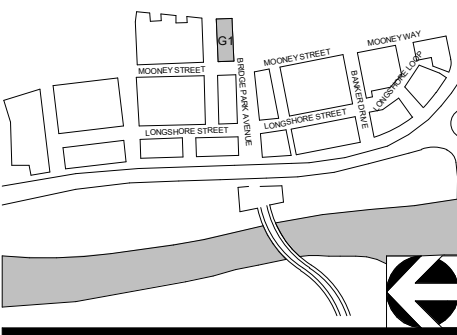 G1
MOONEY STREET
BRIDGE PARK AVENUE
MOONEY STREET
MOONEY WAY
BANKER DRIVE
LONGSHORE LOOP
LONGSHORE STREET
LONGSHORE STREET